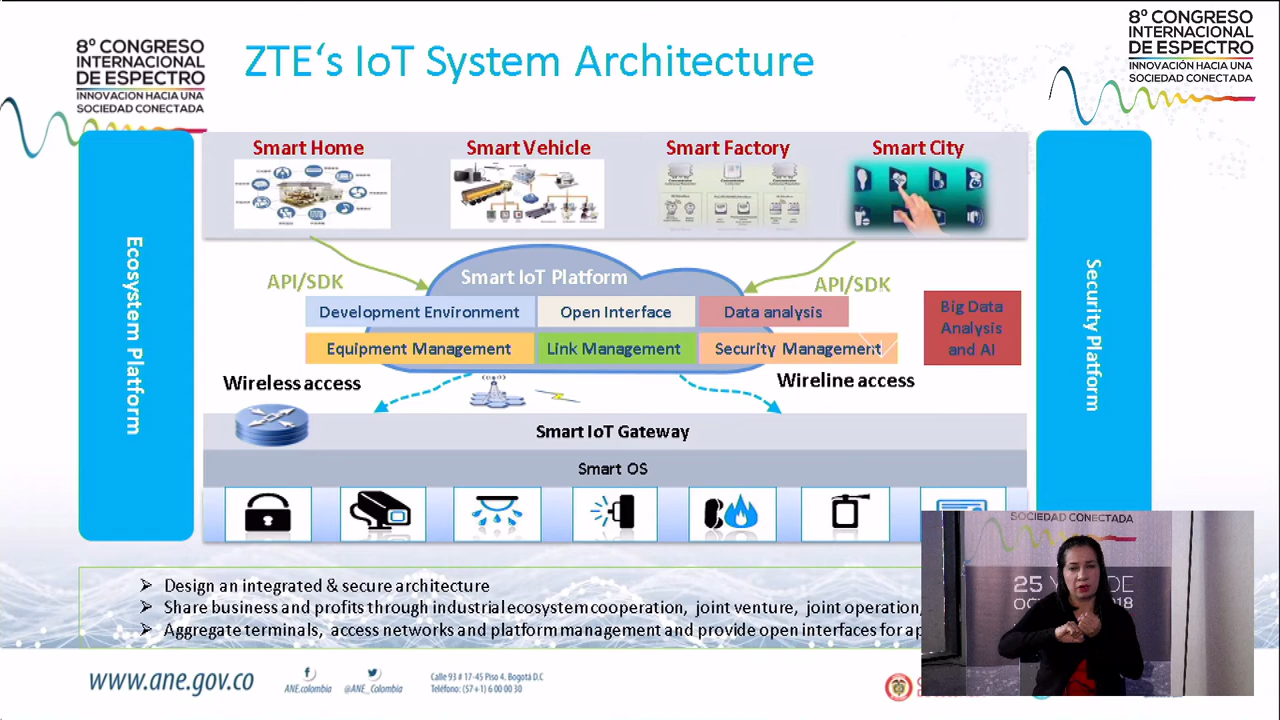 8º CONGRESO
INTERNACIONAL
DE ESPECTRO
INNOVACION HACIA UNA
SOCIEDAD CONECTADA
ZTE‘s IoT System Architecture
8º CONGRESO
INTERNACIONAL
DE ESPECTRO
INNOVACIÓN HACIA UNA
SOCIEDAD CONECTADA
Smart Home
Smart Vehicle
Smart Factory
Smart City
Ecosystem Platform
Security Platform
API/SDK
Smart IoT Platform
API/SDK
Development Environment
Open Interface
Data analysis
Equipment Management
Link Management
Security Management
Big Data
Analysis
and AI
Wireless access
Wireline access
Smart IoT Gateway
Smart OS
➢ Design an integrated & secure architecture
➢ Share business and profits through industrial ecosystem cooperation, joint venture, joint operation,
➢ Aggregate terminals, access networks and platform management and provide open interfaces for
SOCIEDAD CONECTADA
25
DE
2018
www.ane.gov.co
ANE.colombia
@ANE_Colombia
Calle 93 # 17-45 Piso 4. Bogotá D.C
Teléfono: (57+1) 6 00 00 30